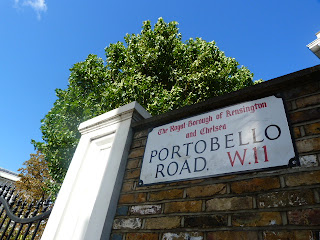 The Royal Borough of Kensington
and Chelsea
PORTOBELLO
ROAD. W.11